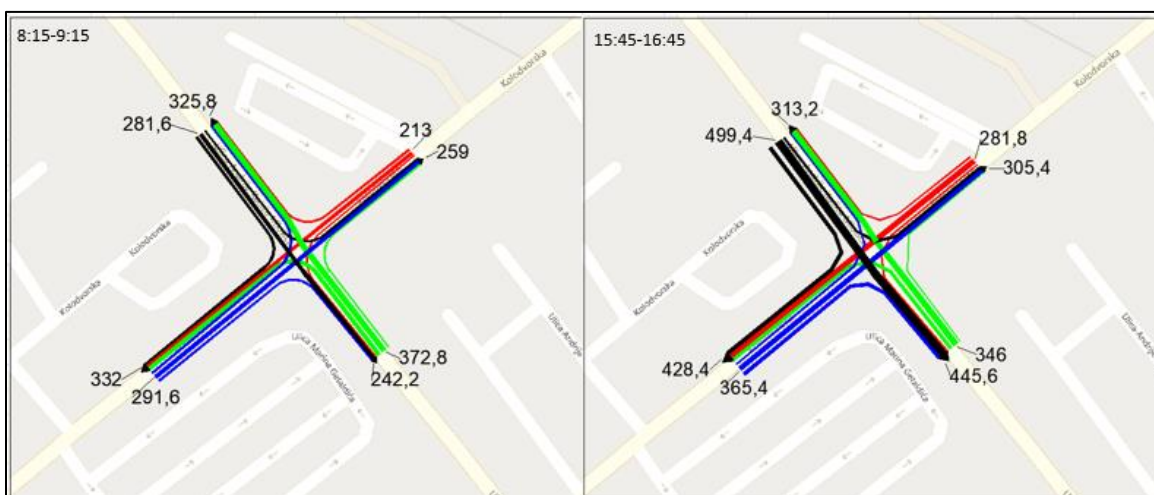 8:15-9:15
325,8
281,6
213
259
332
291,6
372,8
242,2
Kolodvorska
Kolodvorska
Kolodvorska
Ulica Marina Getaldića
15:45-16:45
313,2
499,4
281,8
305,4
428,4
365,4
346
445,6
Kolodvorska
Kolodvorska
Kolodvorska
Ulica Marina Getaldića